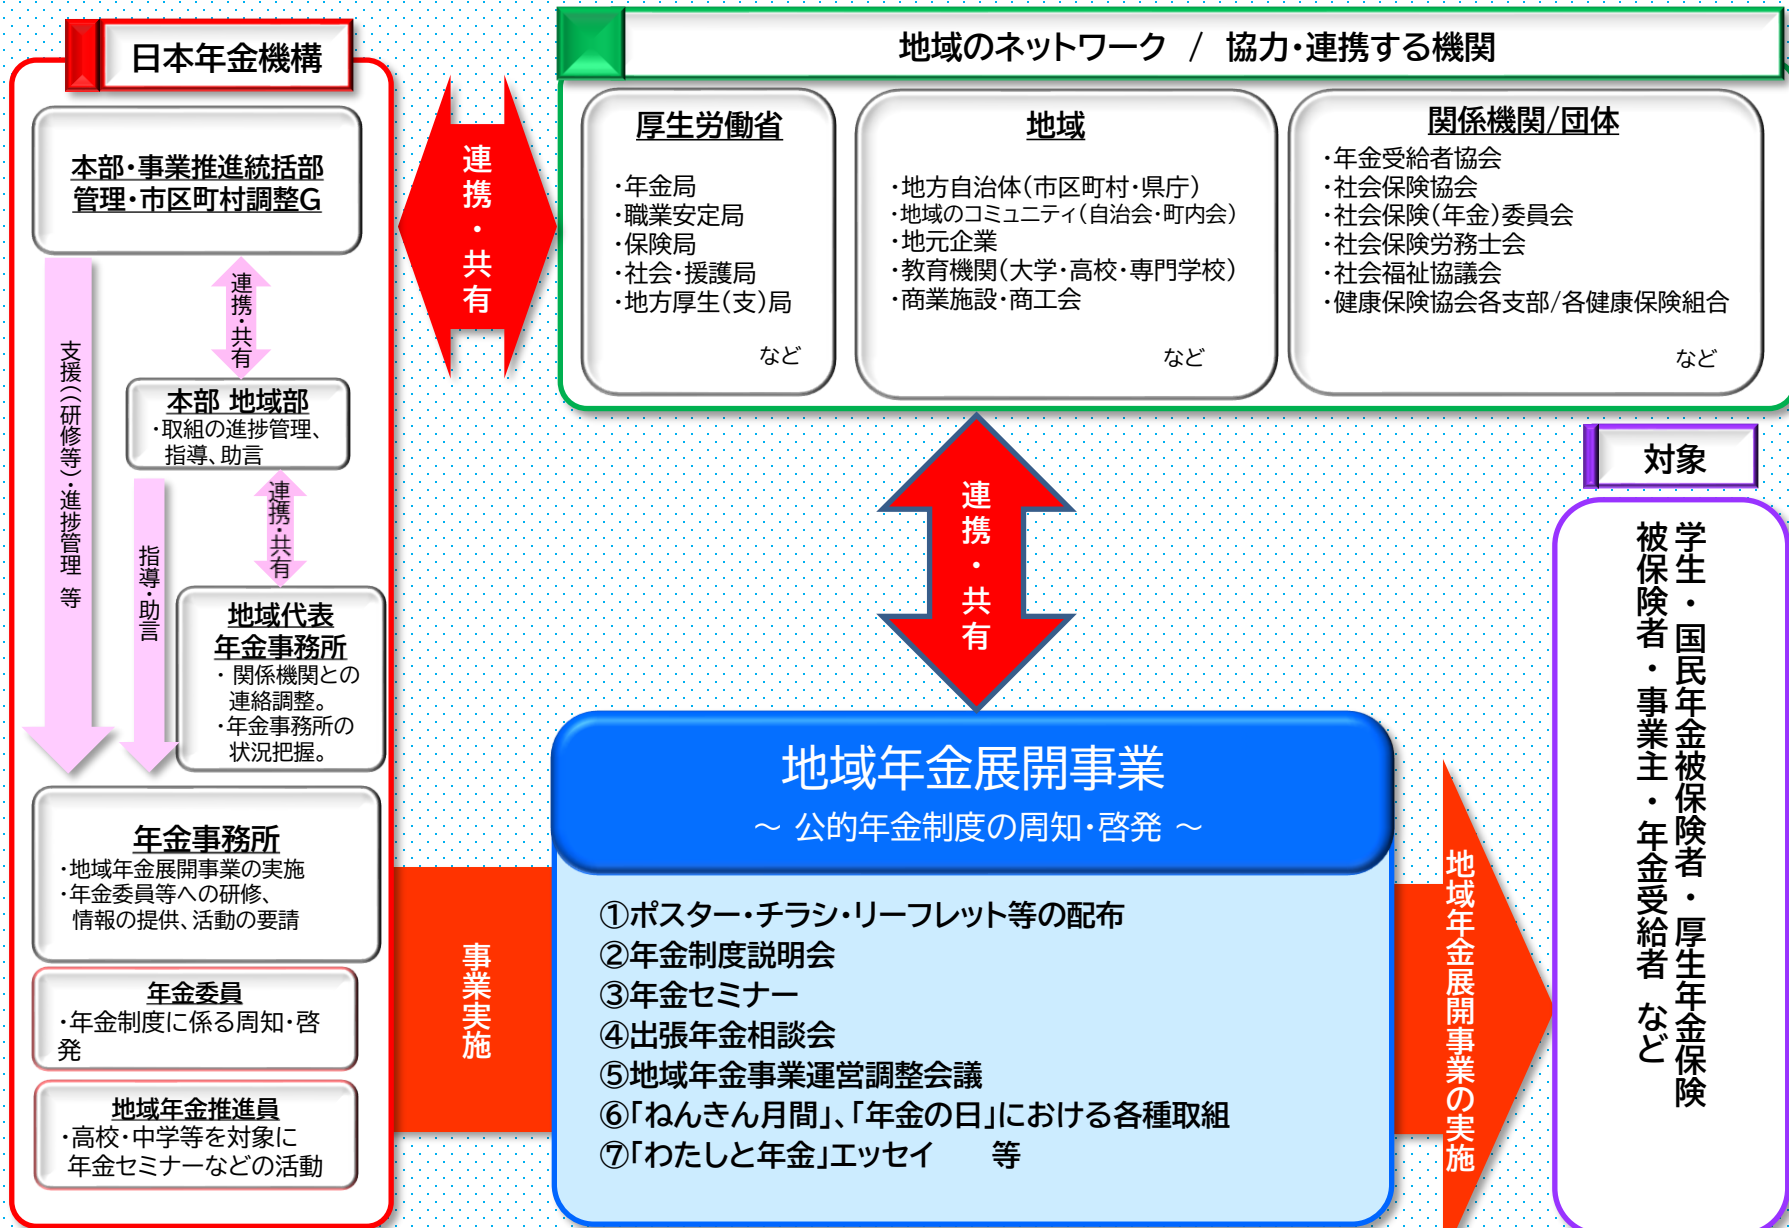 日本年金機構
本部・事業推進統括部
管理・市区町村調整G
連携・共有
支援((研修等)・進捗管理 等
本部 地域部
・取組の進捗管理、
指導、助言
連携・共有
指導・助言
地域代表
年金事務所
・ 関係機関との
連絡調整。
・年金事務所の
状況把握。
年金事務所
・地域年金展開事業の実施
・年金委員等への研修、
情報の提供、活動の要請
年金委員
・年金制度に係る周知・啓
発
地域年金推進員
・高校・中学等を対象に
年金セミナーなどの活動
連携・共有
地域のネットワーク / 協力・連携する機関
厚生労働省
・年金局
・職業安定局
・保険局
・社会・援護局
・地方厚生(支)局
など
地域
・地方自治体(市区町村・県庁)
・地域のコミュニティ(自治会・町内会)
・地元企業
・教育機関(大学・高校・専門学校)
・商業施設・商工会
など
関係機関/団体
・年金受給者協会
・社会保険協会
・社会保険(年金)委員会
・社会保険労務士会
・社会福祉協議会
・健康保険協会各支部/各健康保険組合
など
連携・共有
事業実施
地域年金展開事業
～ 公的年金制度の周知・啓発 ～
①ポスター・チラシ・リーフレット等の配布
②年金制度説明会
③年金セミナー
④出張年金相談会
⑤地域年金事業運営調整会議
⑥「ねんきん月間」、「年金の日」における各種取組
⑦「わたしと年金」エッセイ 等
地域年金展開事業の実施
対象
学生・国民年金被保険者・厚生年金保険
被保険者・事業主・年金受給者 など